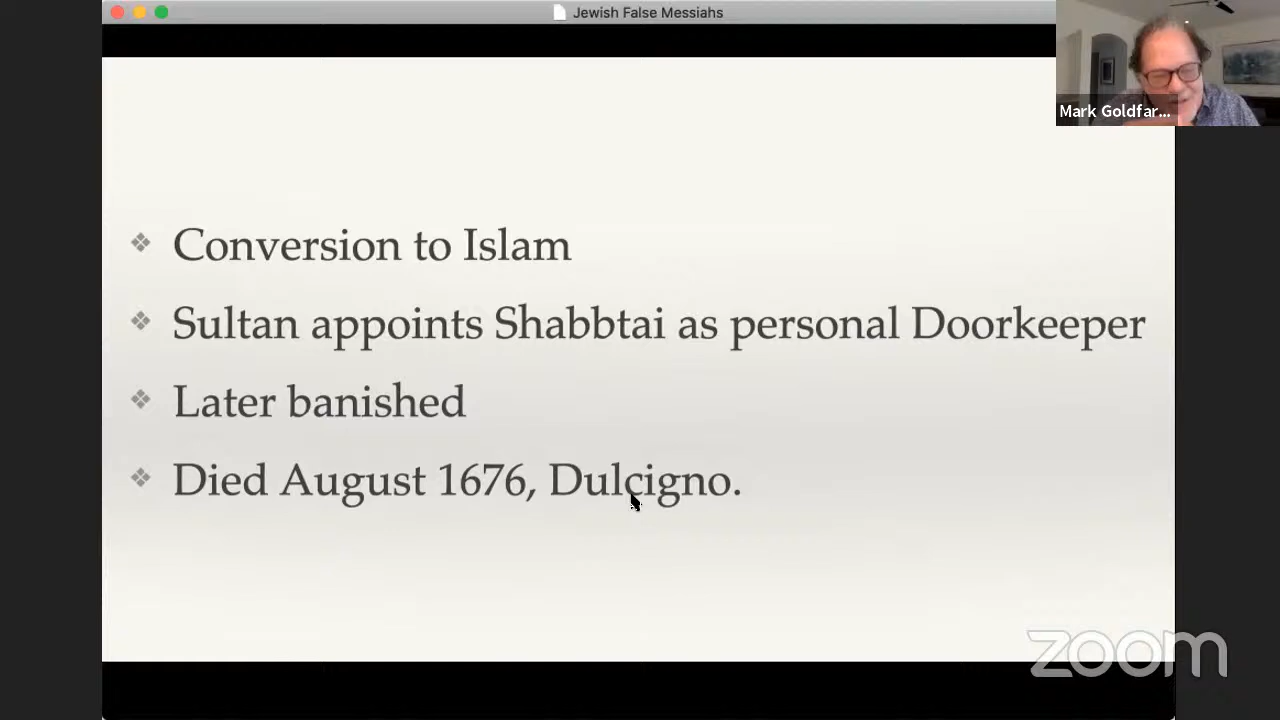 Jewish False Messiahs
Mark Goldfar...
Conversion to Islam
Sultan appoints Shabbtai as personal Doorkeeper
Later banished
Died August 1676, Dulcigno.
zoom